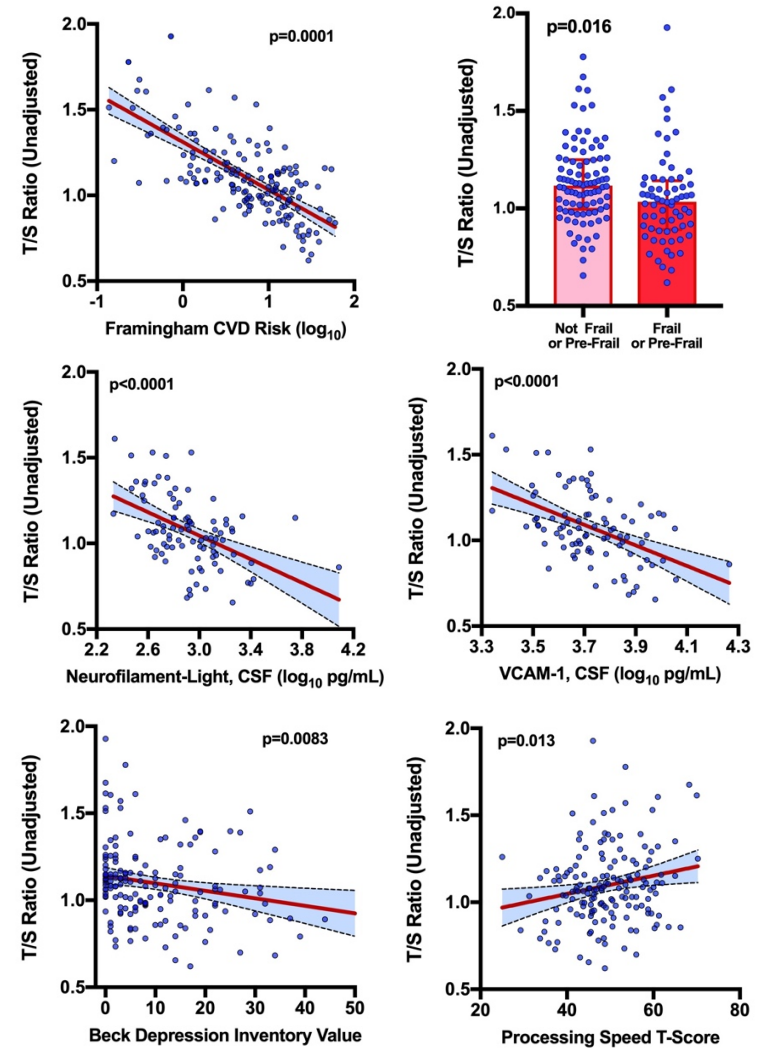 2.0
1.5
1.0
0.5
T/S Ratio (Unadjusted)
p=0.0001
-1 0 1 2
Framingham CVD Risk (log10)
2.0
1.5
1.0
0.5
T/S Ratio (Unadjusted)
p=0.016
Not Frail
or Pre-Frail
Frail
or Pre-Frail
2.0
1.5
1.0
0.5
T/S Ratio (Unadjusted)
p<0.0001
2.2 2.6 3.0 3.4 3.8 4.2
Neurofilament-Light, CSF (log10 pg/mL)
2.0
1.5
1.0
0.5
T/S Ratio (Unadjusted)
p<0.0001
3.3 3.5 3.7 3.9 4.1 4.3
VCAM-1, CSF (log10 pg/mL)
2.0
1.5
1.0
0.5
T/S Ratio (Unadjusted)
p=0.0083
0 10 20 30 40 50
Beck Depression Inventory Value
2.0
1.5
1.0
0.5
T/S Ratio (Unadjusted)
p=0.013
20 40 60 80
Processing Speed T-Score